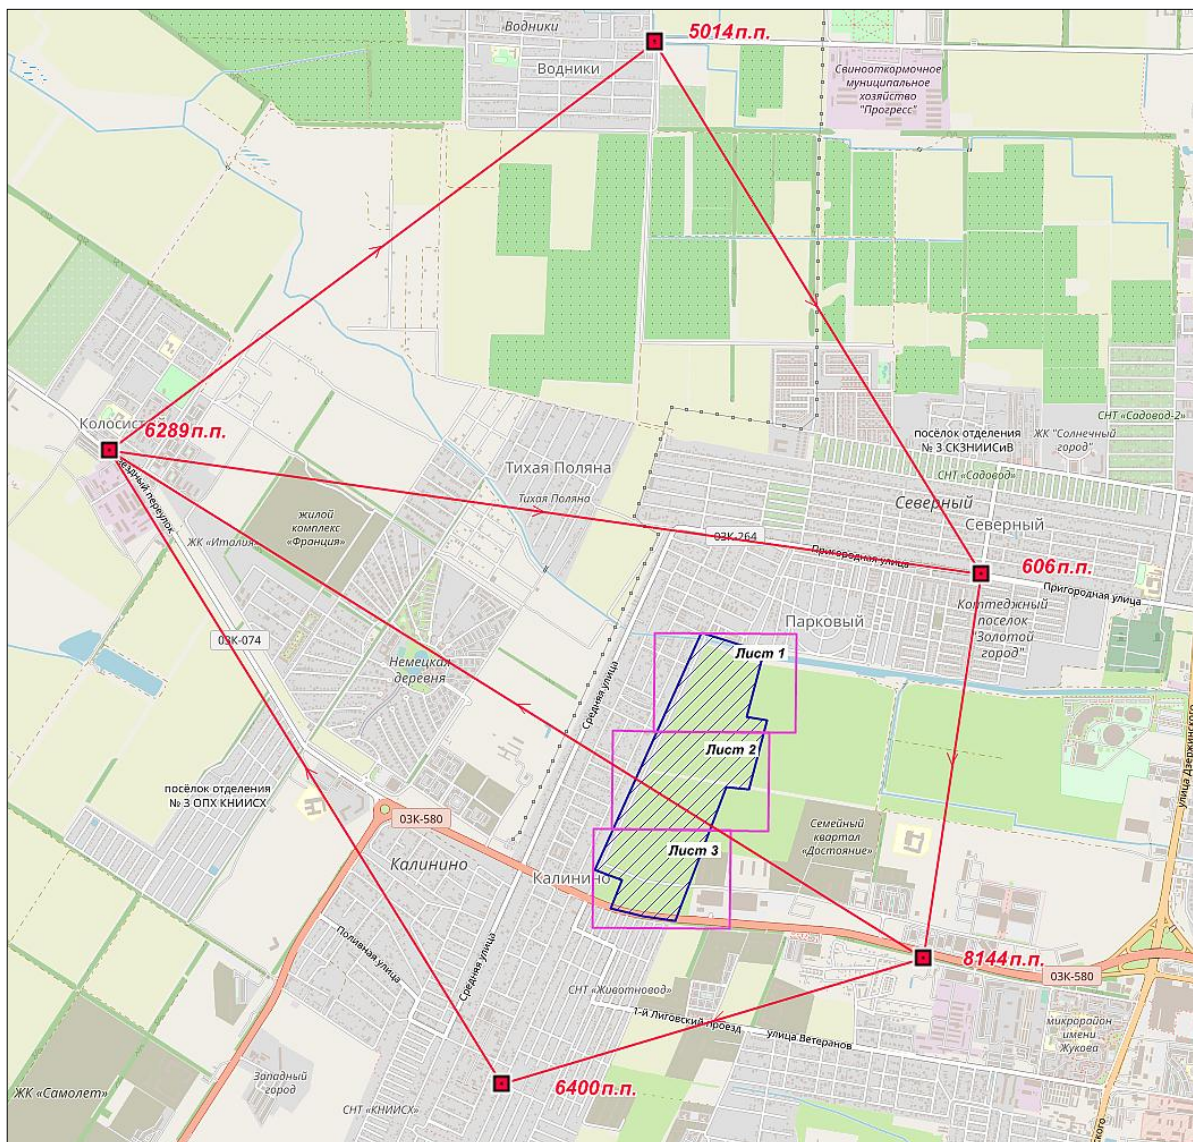 Водники
5014п.п.
Водники
Свинооткормочное
муниципальное
хозяйство
"Прогресс"
СНТ «Садовод-2»
посёлок отделения
№ 3 СКЗНИИСиВ
ЖК "Солнечный
город"
6289п.п.
Тихая Поляна
Тихая Поляна
СНТ «Садовод»
Северный
Северный
переулок
жилой
комплекс
«Франция»
ЖК «Италия»
03К-264
Пригородная улица
606п.п.
Пригородная улица
Коттеджный
поселок
"Золотой
город"
Парковый
03К-074
Немецкая
деревня
Средняя улица
Лист 1
Лист 2
Лист 3
улица Дзержинского
посёлок отделения
№ 3 ОПХ КНИИСХ
03К-580
Семейный
квартал
«Достояние»
Калинино
Калинино
Поливная улица
Средняя улица
8144п.п.
03К-580
СНТ «Животновод»
1-й Лиговский проезд
улица Ветеранов
микрорайон
имени
Жукова
ЖК «Самолет»
Западный
город
6400п.п.
СНТ «КНИИСХ»